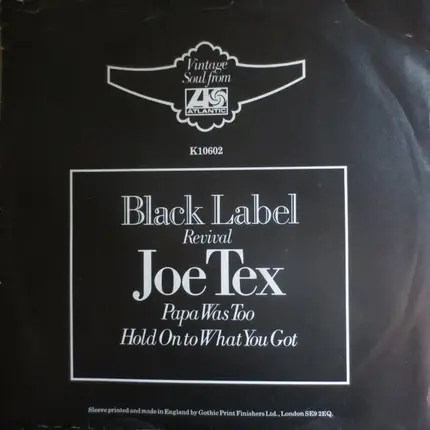 Vintage
Soul from
ATLANTIC
K10602
Black Label
Revival
Joe Tex
Papa Was Too
Hold On to What You Got
Sleeve printed and made in England by Gothic Print Finishers Ltd., London SE9 2EQ.